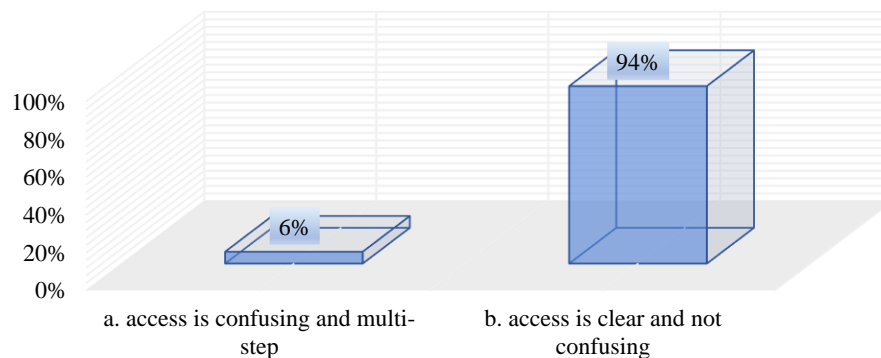 94%
100%
80%
60%
40%
6%
20%
0%
a. access is confusing and multi-
step
b. access is clear and not
confusing